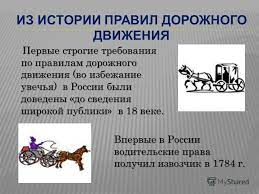 ИЗ ИСТОРИИ ПРАВИЛ ДОРОЖНОГО
ДВИЖЕНИЯ
Первые строгие требования
по правилам дорожного
движения (во избежание
увечья) в России были
доведены «до сведения
широкой публики» в 18 веке.
Впервые в России
водительские права
получил извозчик в 1784 г.
MyShared